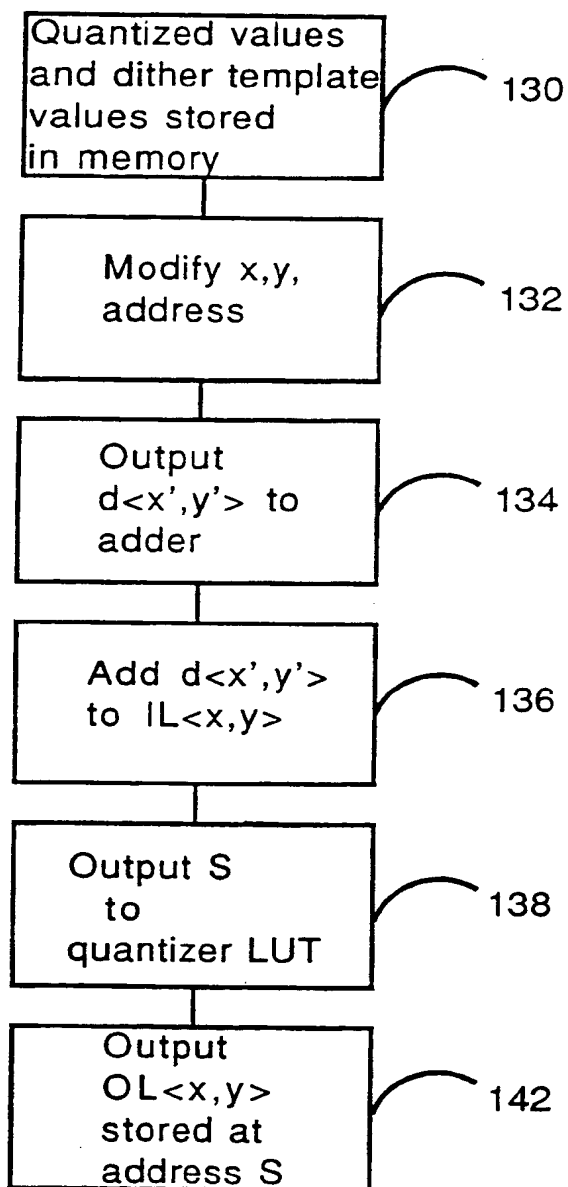 Quantized values
and dither template
values stored
in memory
130
Modify x,y,
address
132
Output
d<x',y'> to
adder
134
Add d<x',y'>
to IL<x,y>
136
Output S
to
quantizer LUT
138
Output
OL<x,y>
stored at
address S
142